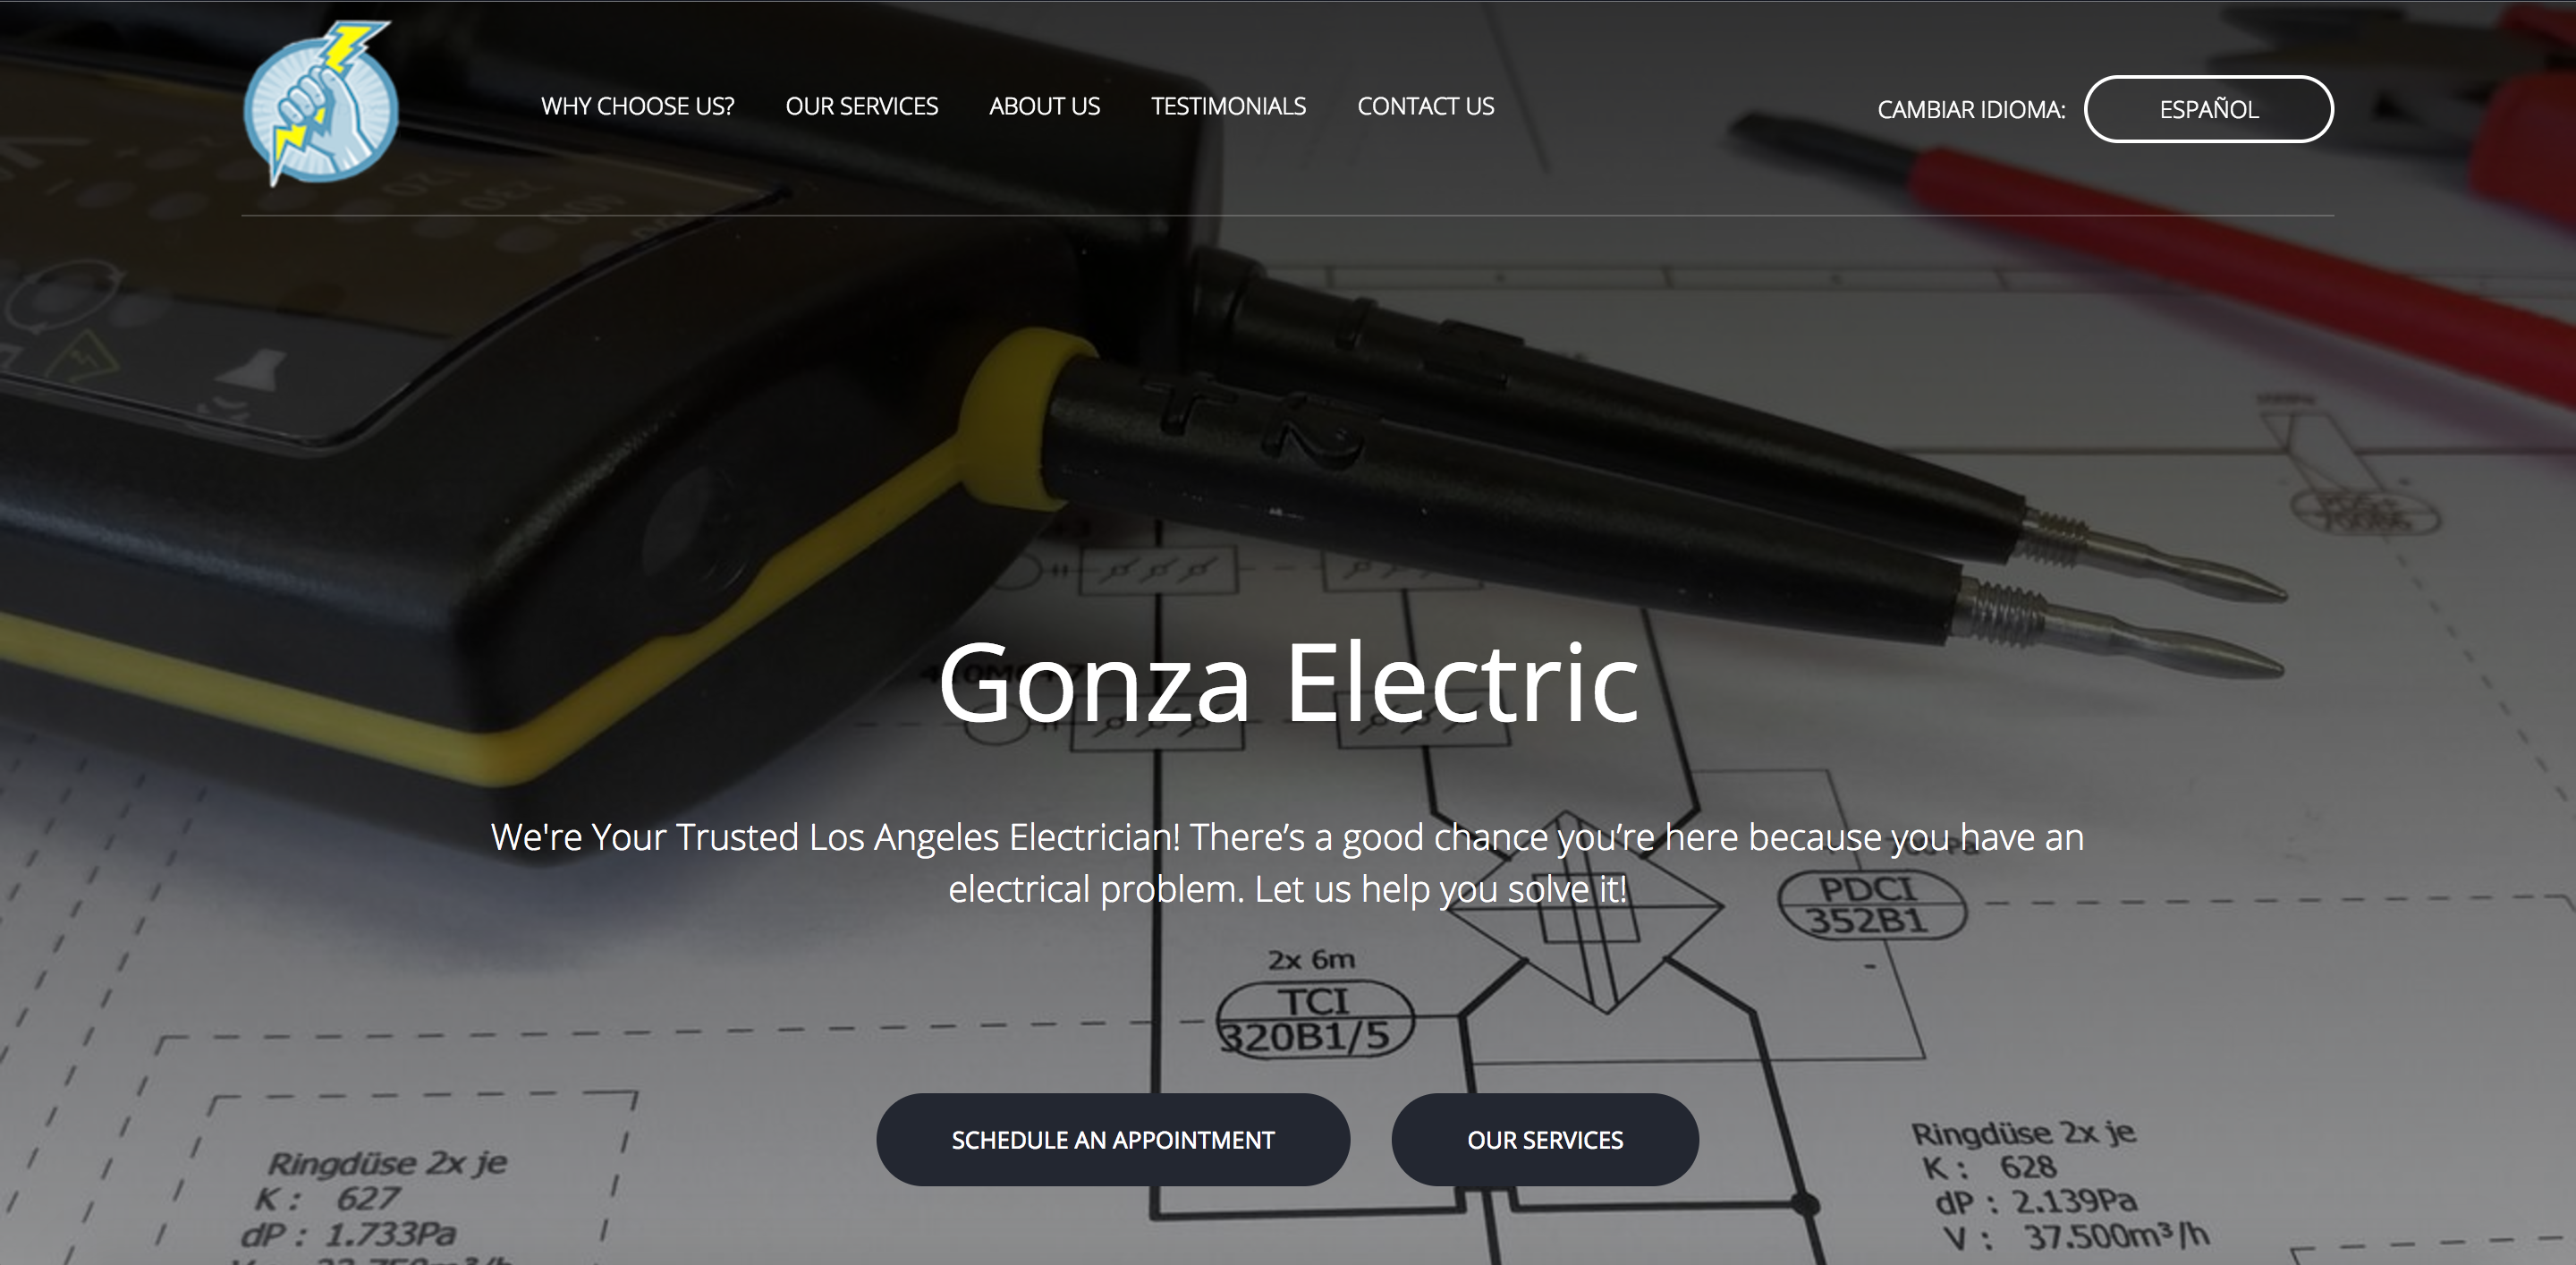 WHY CHOOSE US?
OUR SERVICES
ABOUT US
TESTIMONIALS
CONTACT US
CAMBIAR IDIOMA:
ESPAÑOL
Gonza Electric
We're Your Trusted Los Angeles Electrician! There’s a good chance you’re here because you have an
electrical problem. Let us help you solve it!
PDCI
352B1
2x 6m
TCI
320B1/5
SCHEDULE AN APPOINTMENT
OUR SERVICES
Ringdüse 2x je
K : 627
dP : 1.733Pa
Ringdüse 2x je
K : 628
dP : 2.139Pa
V : 37.500m³/h